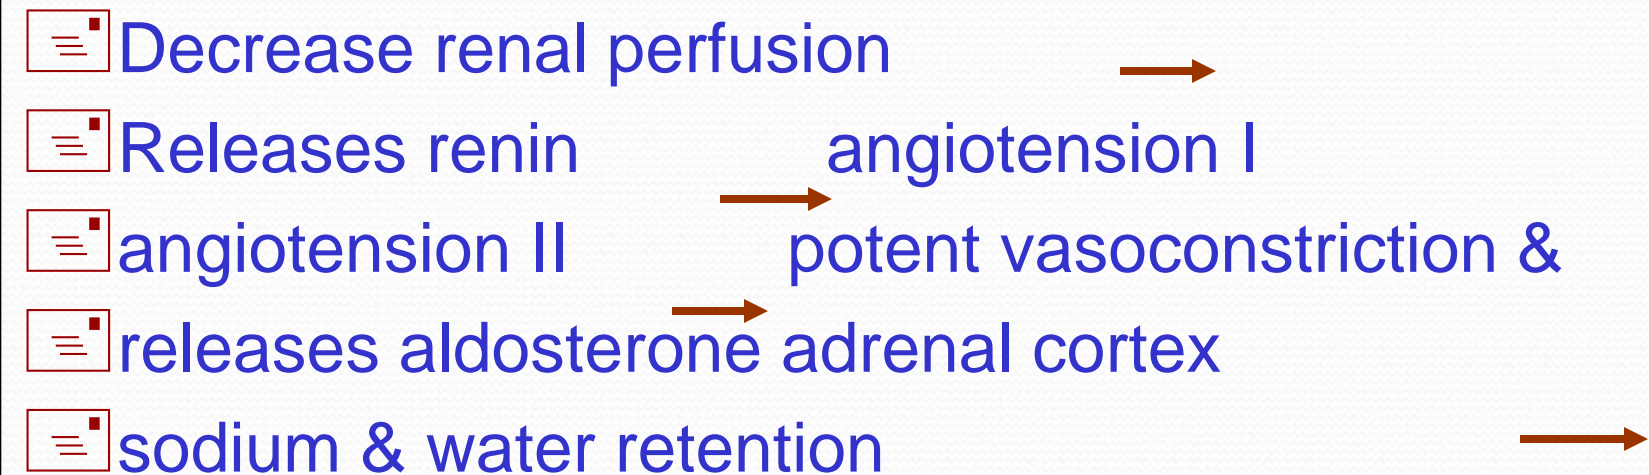 Decrease renal perfusion
Releases renin angiotension I
angiotension II potent vasoconstriction &
releases aldosterone adrenal cortex
sodium & water retention